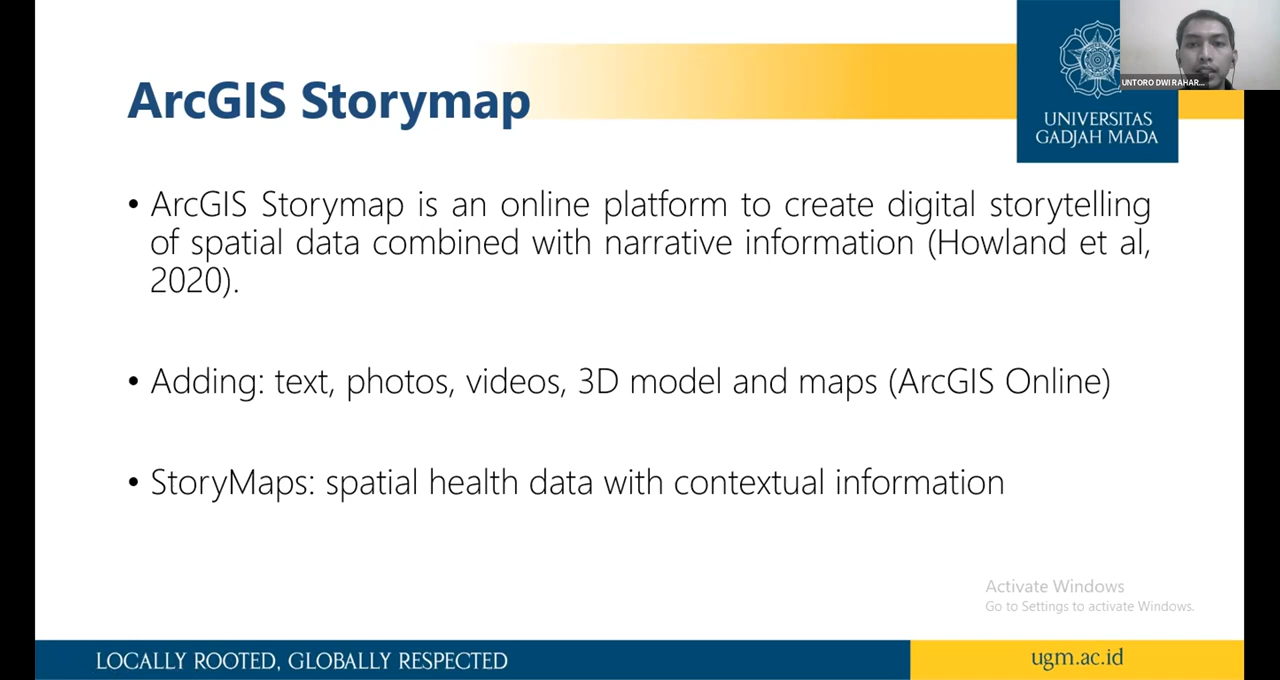 UNTORO DWI RAHAR...
UNIVERSITAS
GADJAH MADA
ArcGIS Storymap
• ArcGIS Storymap is an online platform to create digital storytelling
of spatial data combined with narrative information (Howland et al,
2020).
• Adding: text, photos, videos, 3D model and maps (ArcGIS Online)
• StoryMaps: spatial health data with contextual information
Activate Windows
Go to Settings to activate Windows.
LOCALLY ROOTED, GLOBALLY RESPECTED
ugm.ac.id